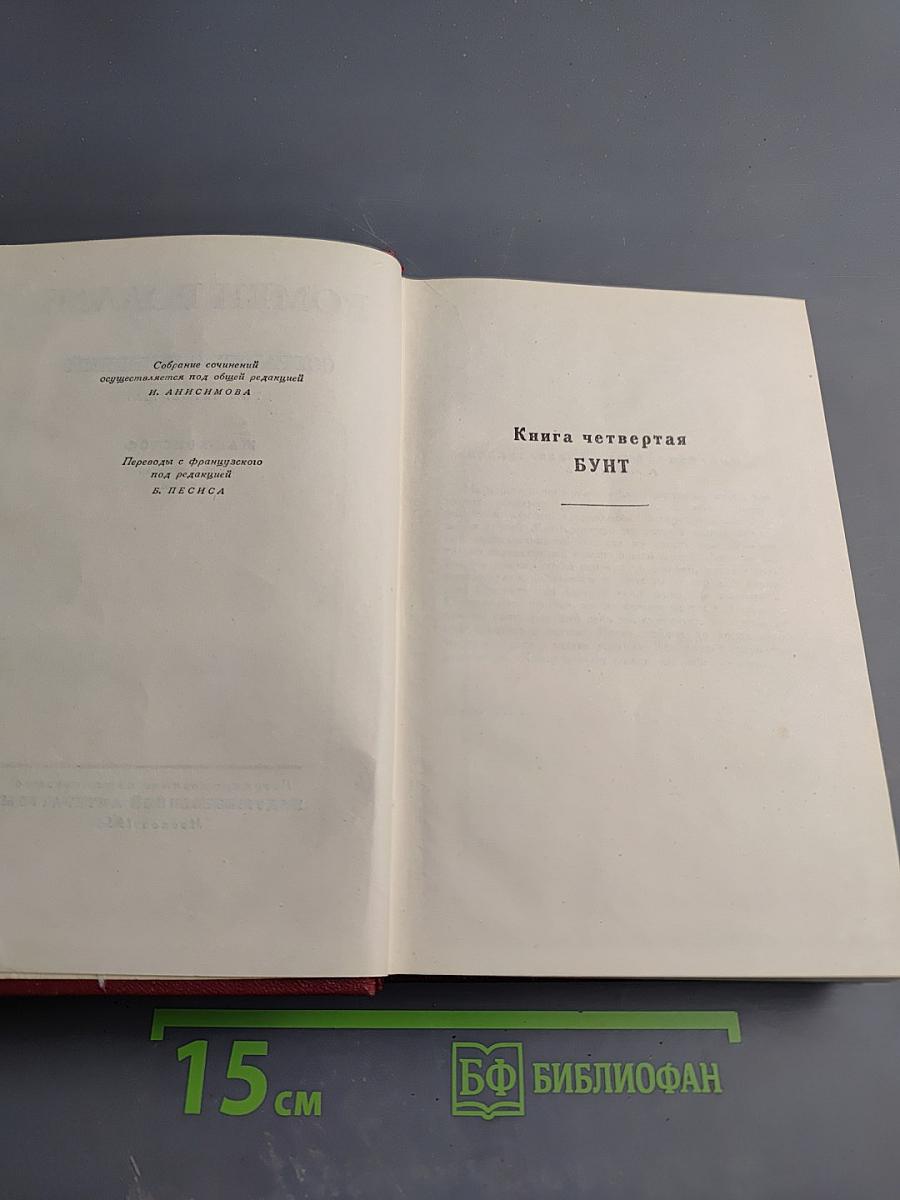 Собрание сочинений
осуществляется под общей редакцией
И. АНИСИМОВА
Переводы с французского
под редакцией
Б. ПЕСИСА
Книга четвертая
БУНТ
15 см
БФ БИБЛИОФАН